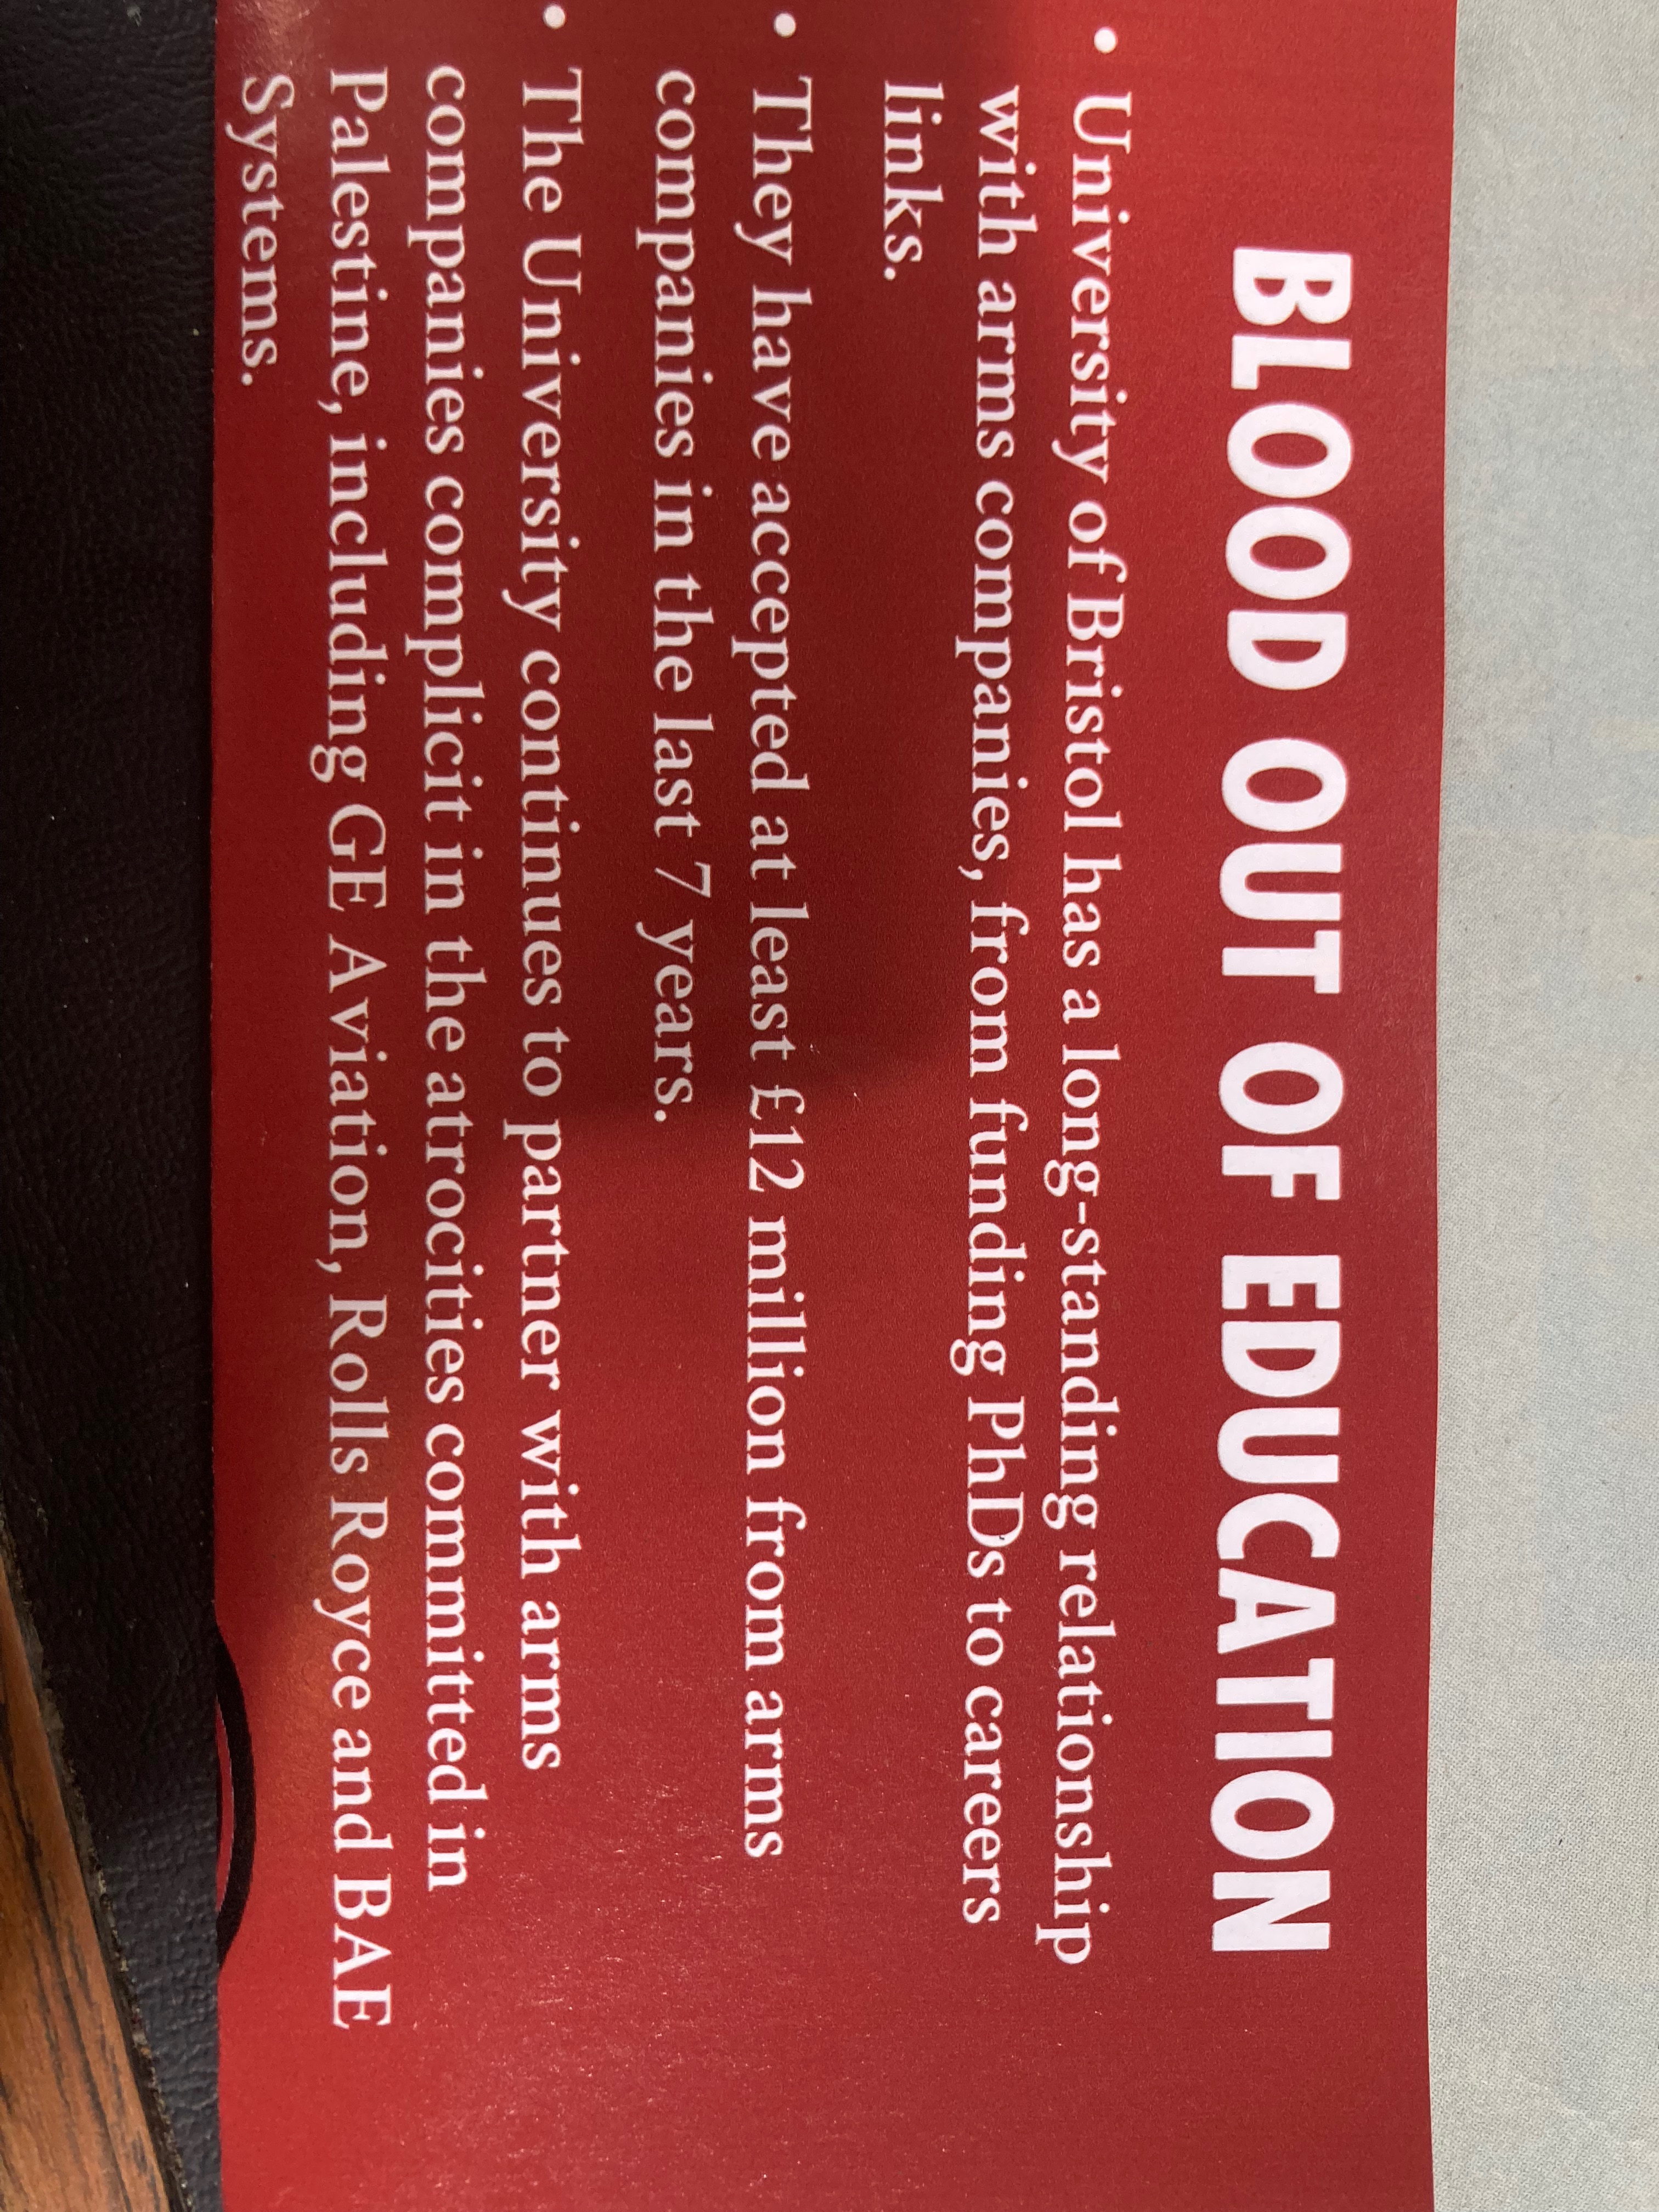 BLOOD OUT OF EDUCATION
• University of Bristol has a long-standing relationship
with arms companies, from funding PhDs to careers
links.
• They have accepted at least £12 million from arms
companies in the last 7 years.
• The University continues to partner with arms
companies complicit in the atrocities committed in
Palestine, including GE Aviation, Rolls Royce and BAE
Systems.